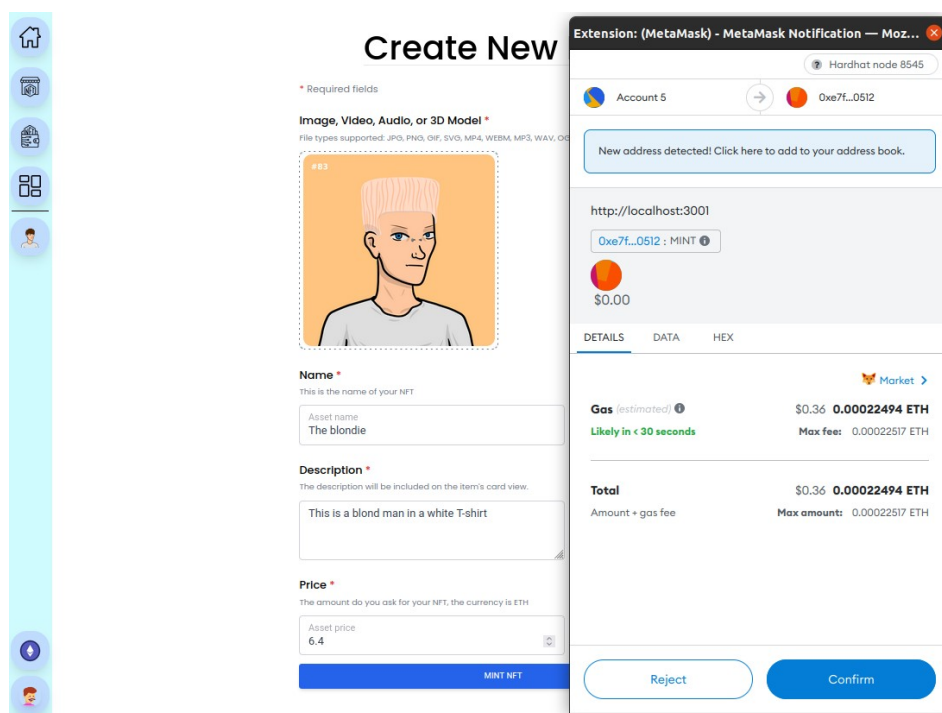 Create New
* Required fields
Image, Video, Audio, or 3D Model *
File types supported: JPG, PNG, GIF, SVG, MP4, WEBM, MP3, WAV, OG
#83
Name *
This is the name of your NFT
Asset name
The blondie
Description *
The description will be included on the item's card view.
This is a blond man in a white T-shirt
Price *
The amount do you ask for your NFT, the currency is ETH
Asset price
6.4
MINT NFT
Extension: (MetaMask) - MetaMask Notification — Moz...
Hardhat node 8545
Account 5
0xe7f...0512
New address detected! Click here to add to your address book.
http://localhost:3001
0xe7f...0512 : MINT
$0.00
DETAILS DATA HEX
Market >
Gas (estimated) $0.36 0.00022494 ETH
Likely in < 30 seconds Max fee: 0.00022517 ETH
Total $0.36 0.00022494 ETH
Amount + gas fee Max amount: 0.00022517 ETH
Reject Confirm